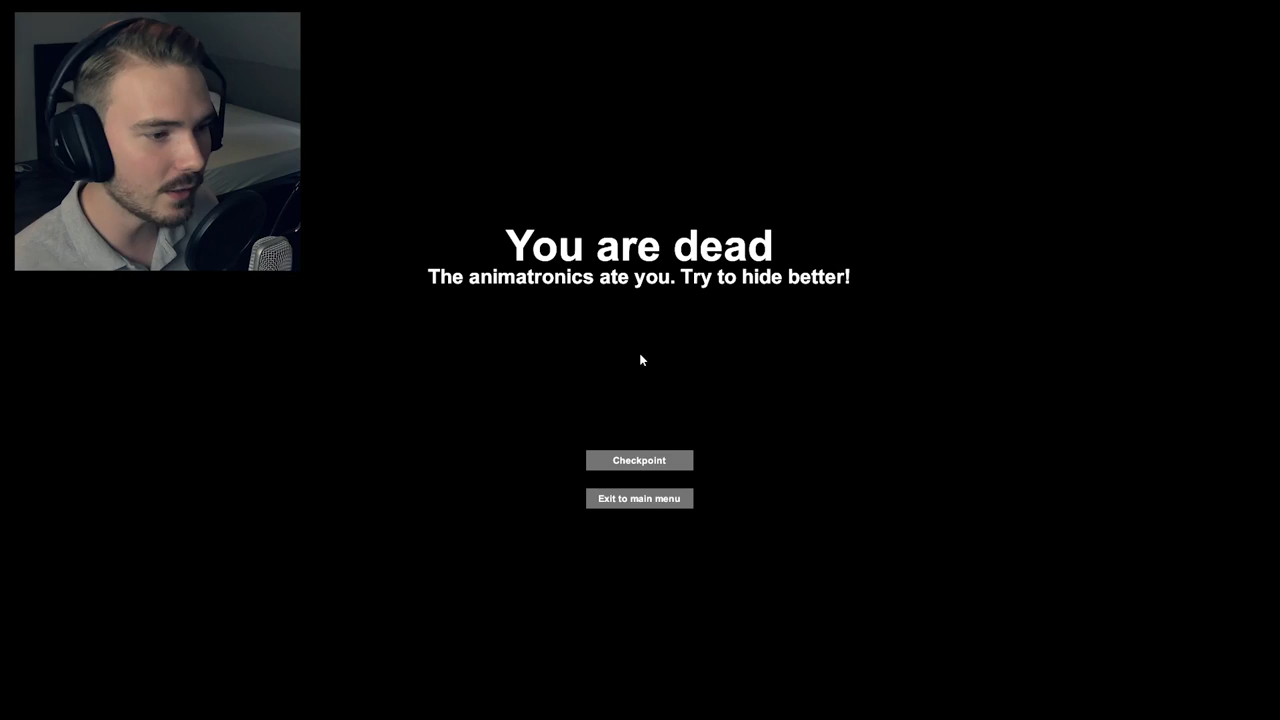 You are dead
The animatronics ate you. Try to hide better!
Checkpoint
Exit to main menu